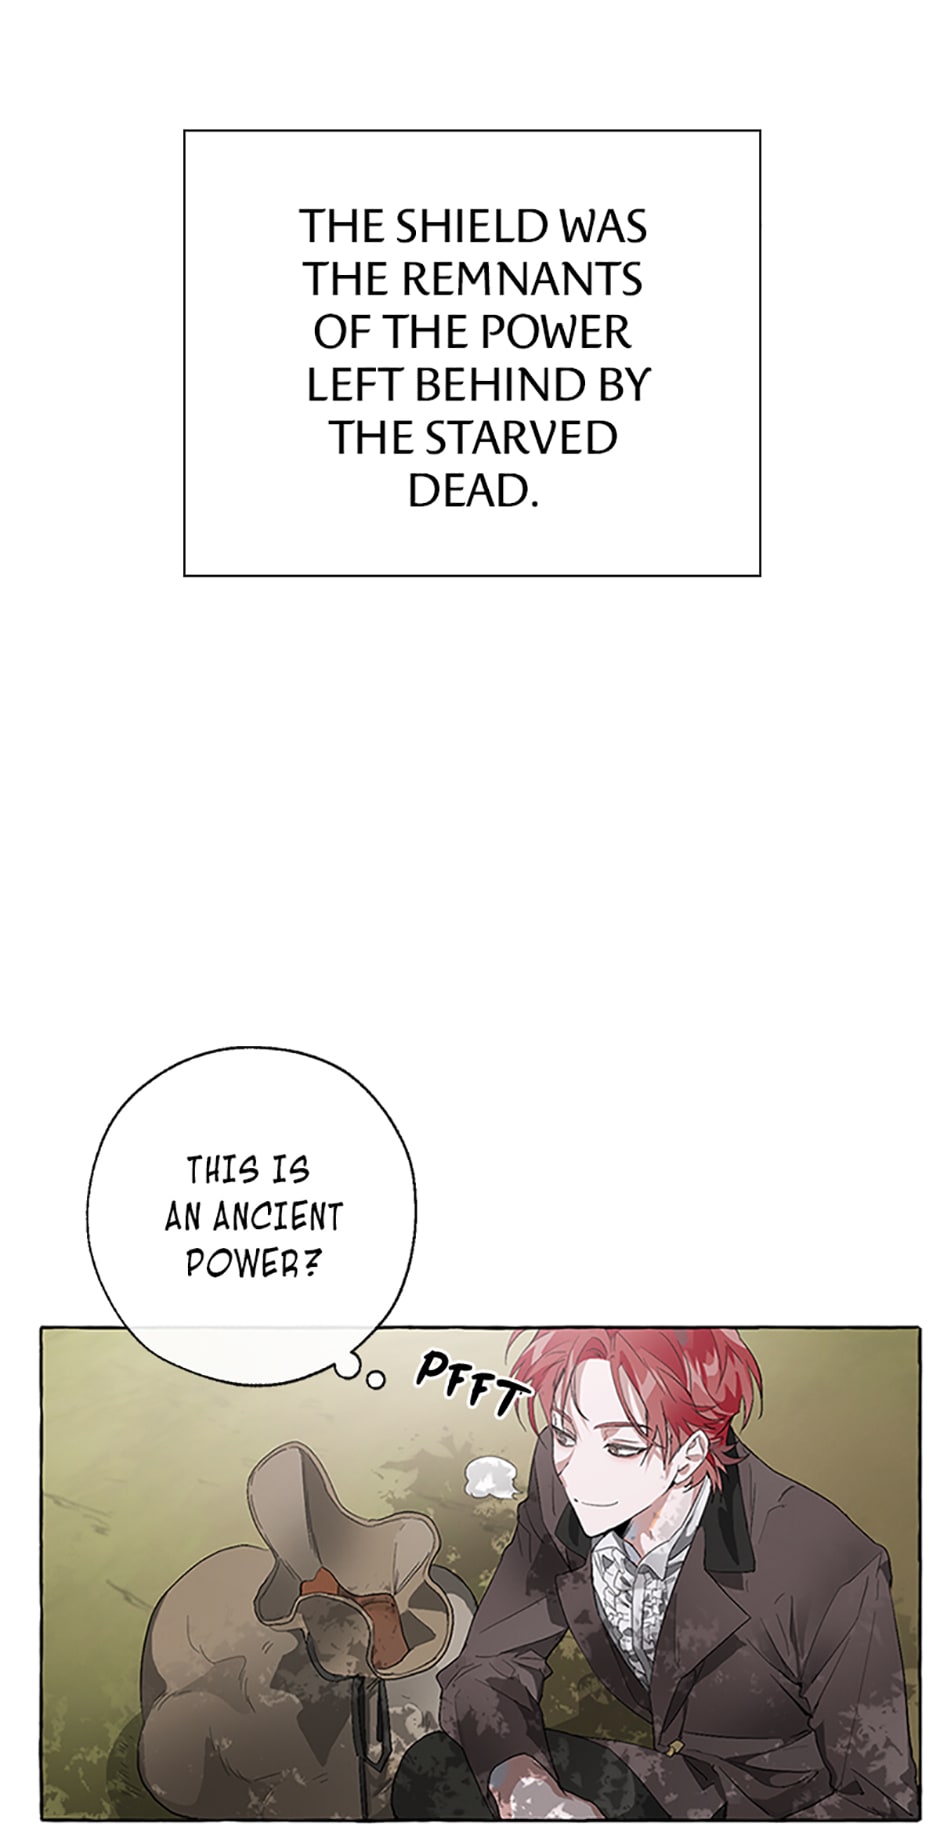 THE SHIELD WAS
THE REMNANTS
OF THE POWER
LEFT BEHIND BY
THE STARVED
DEAD.
THIS IS
AN ANCIENT
POWER?
PFFT